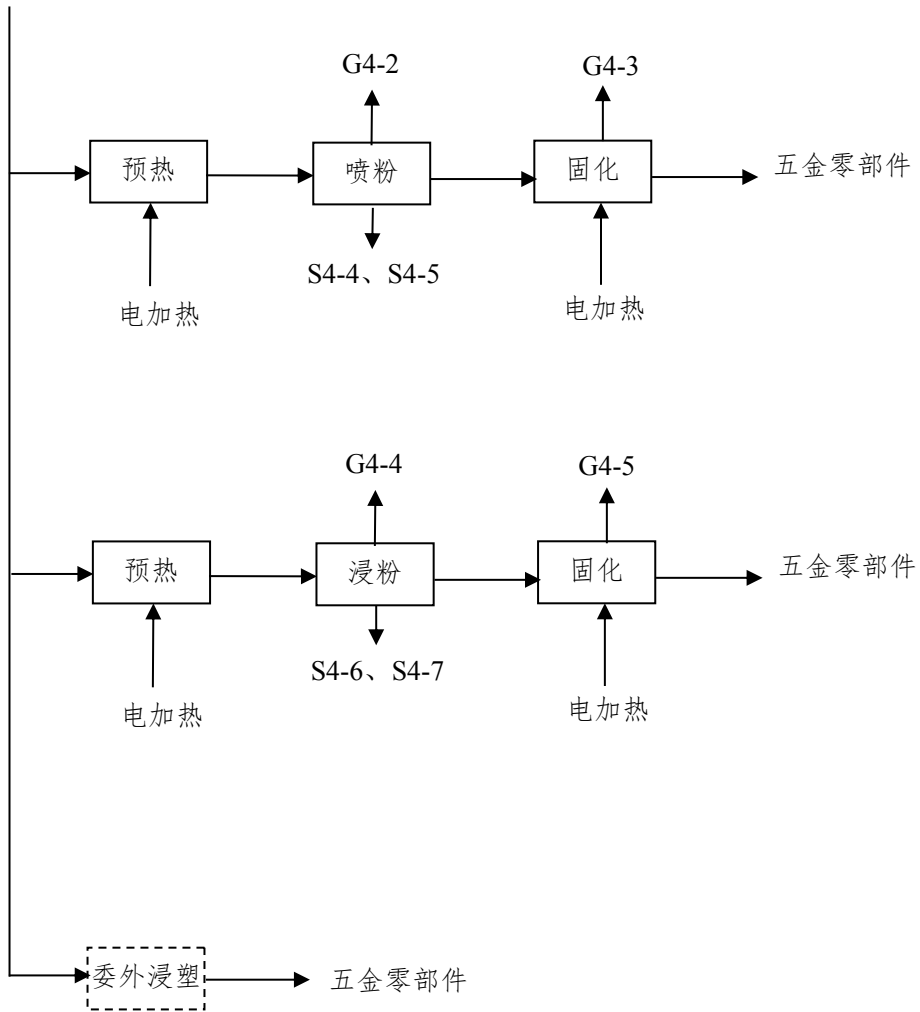 G4-2
G4-3
预热
喷粉
固化
五金零部件
S4-4、S4-5
电加热
电加热
G4-4
G4-5
预热
浸粉
固化
五金零部件
S4-6、S4-7
电加热
电加热
委外浸塑
五金零部件